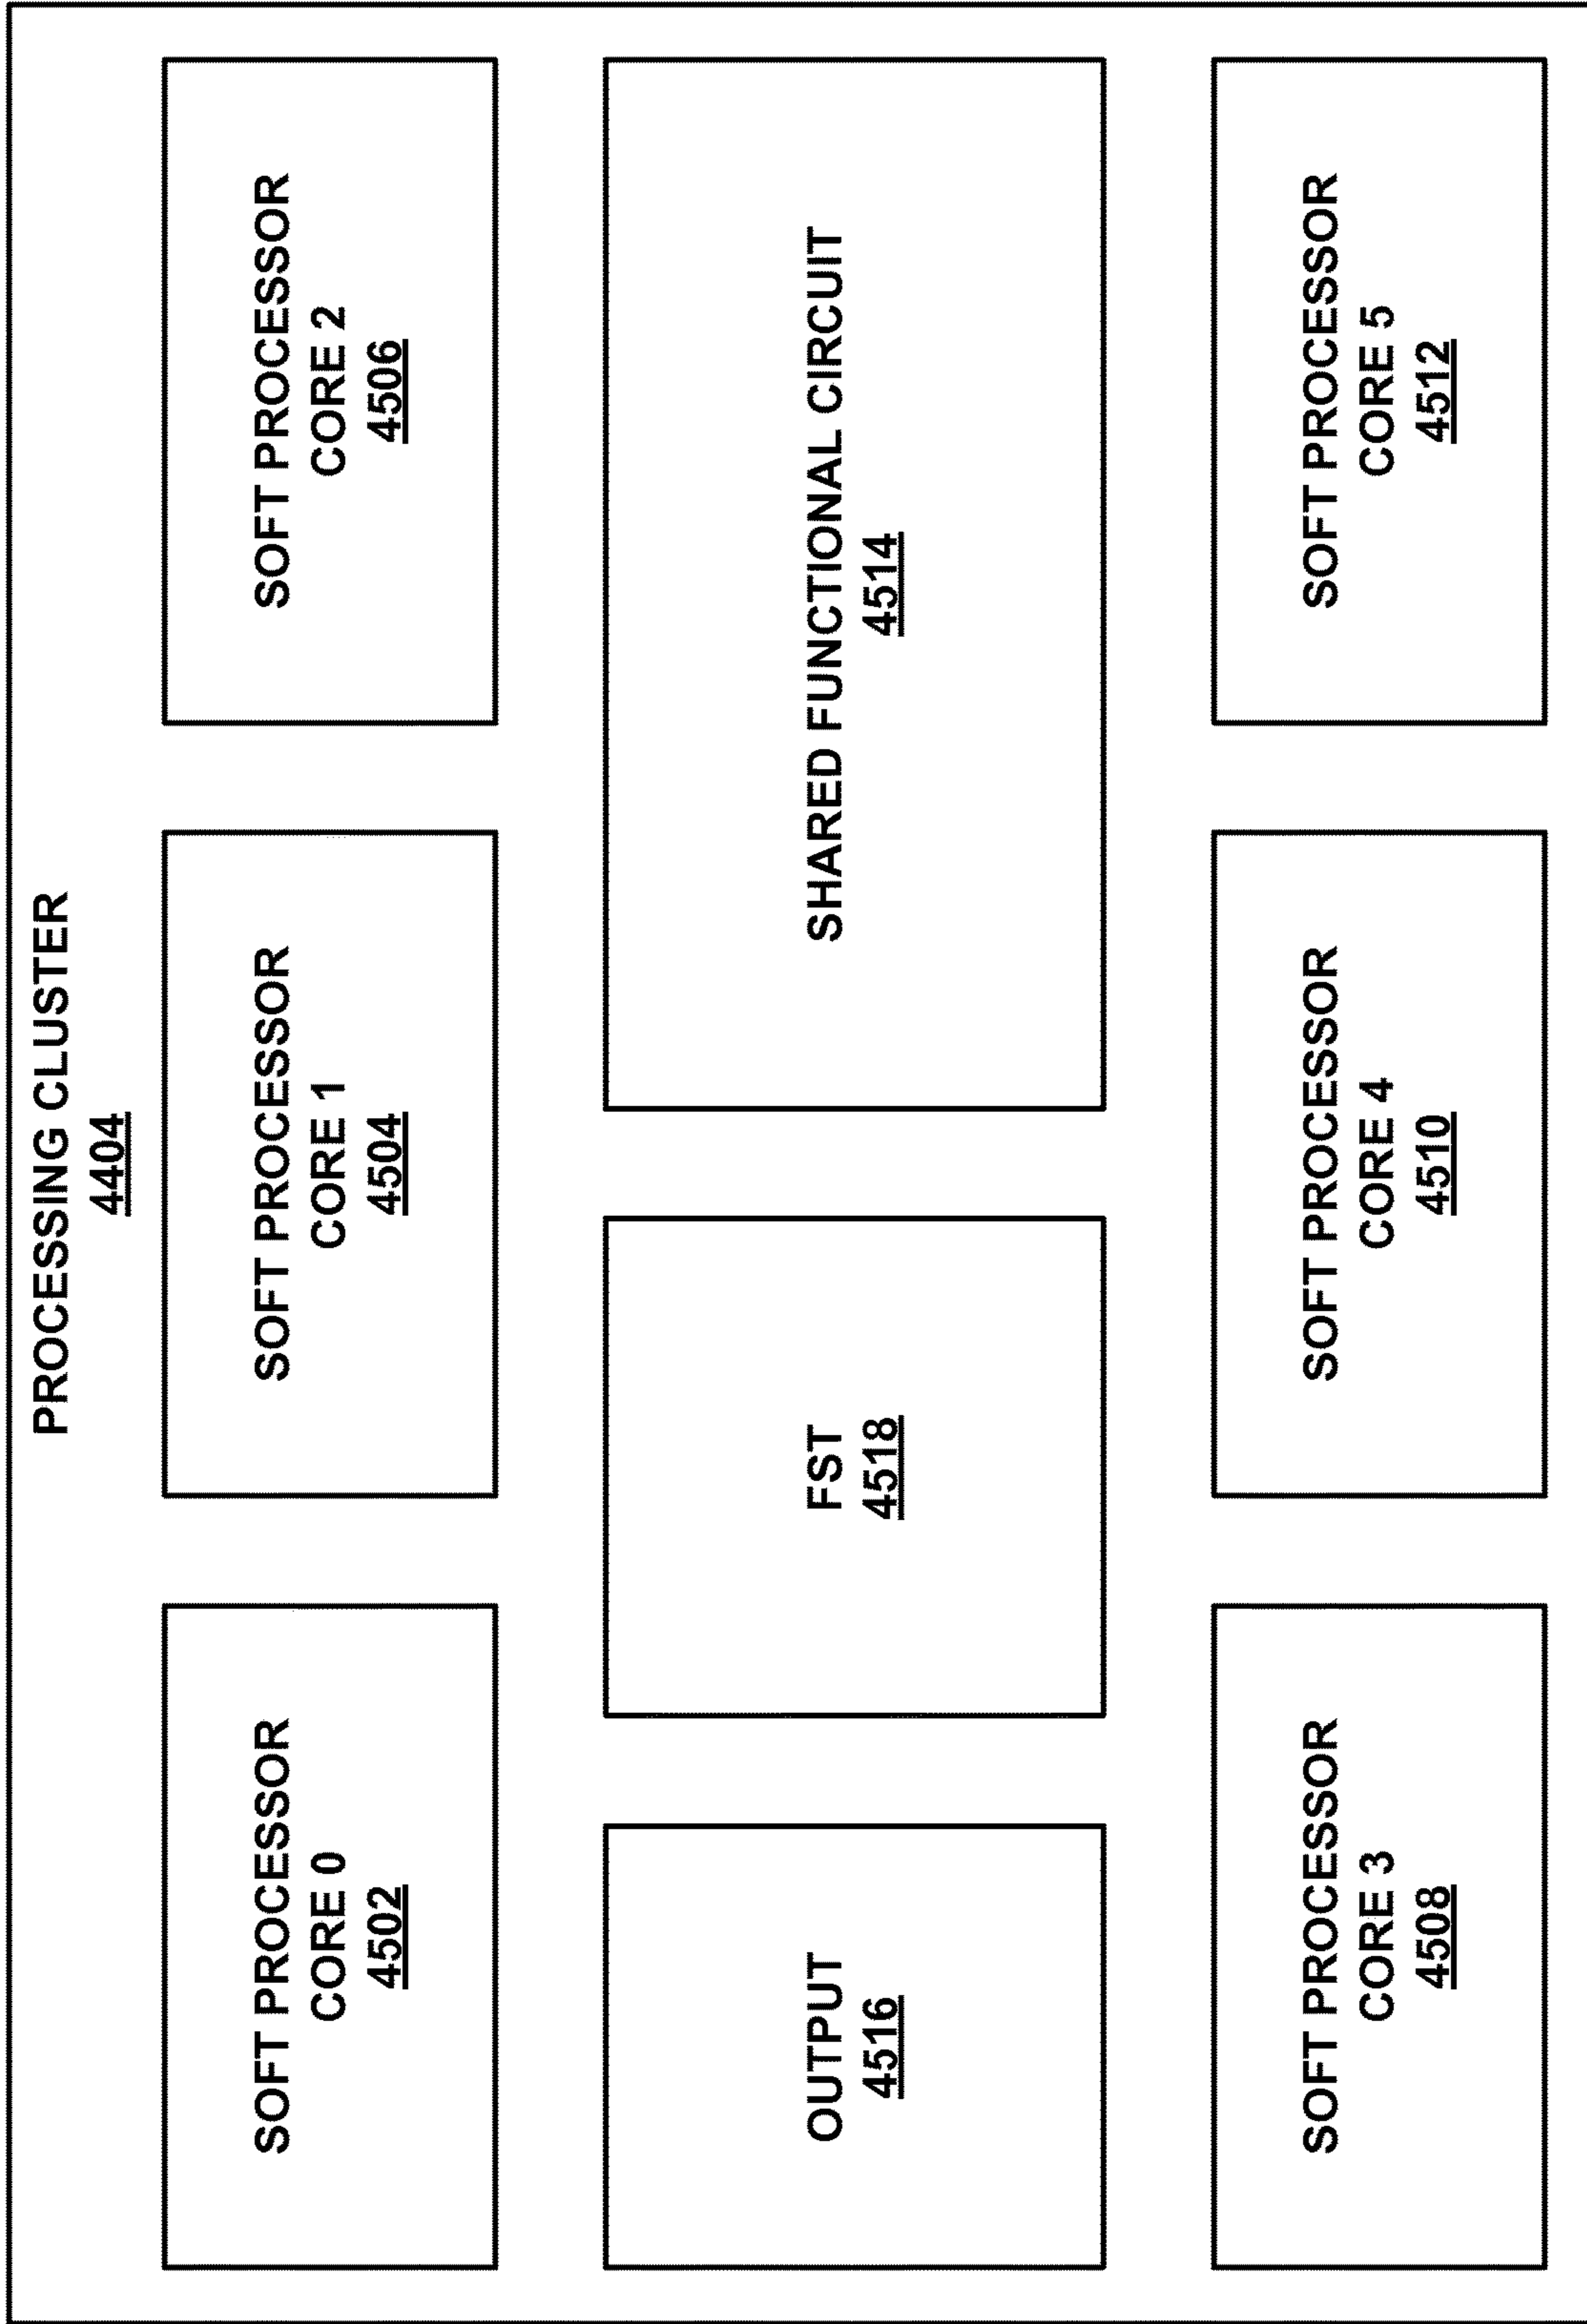 PROCESSING CLUSTER
4404
SOFT PROCESSOR
CORE 0
4502
SOFT PROCESSOR
CORE 1
4504
SOFT PROCESSOR
CORE 2
4506
OUTPUT
4516
FST
4518
SHARED FUNCTIONAL CIRCUIT
4514
SOFT PROCESSOR
CORE 3
4508
SOFT PROCESSOR
CORE 4
4510
SOFT PROCESSOR
CORE 5
4512